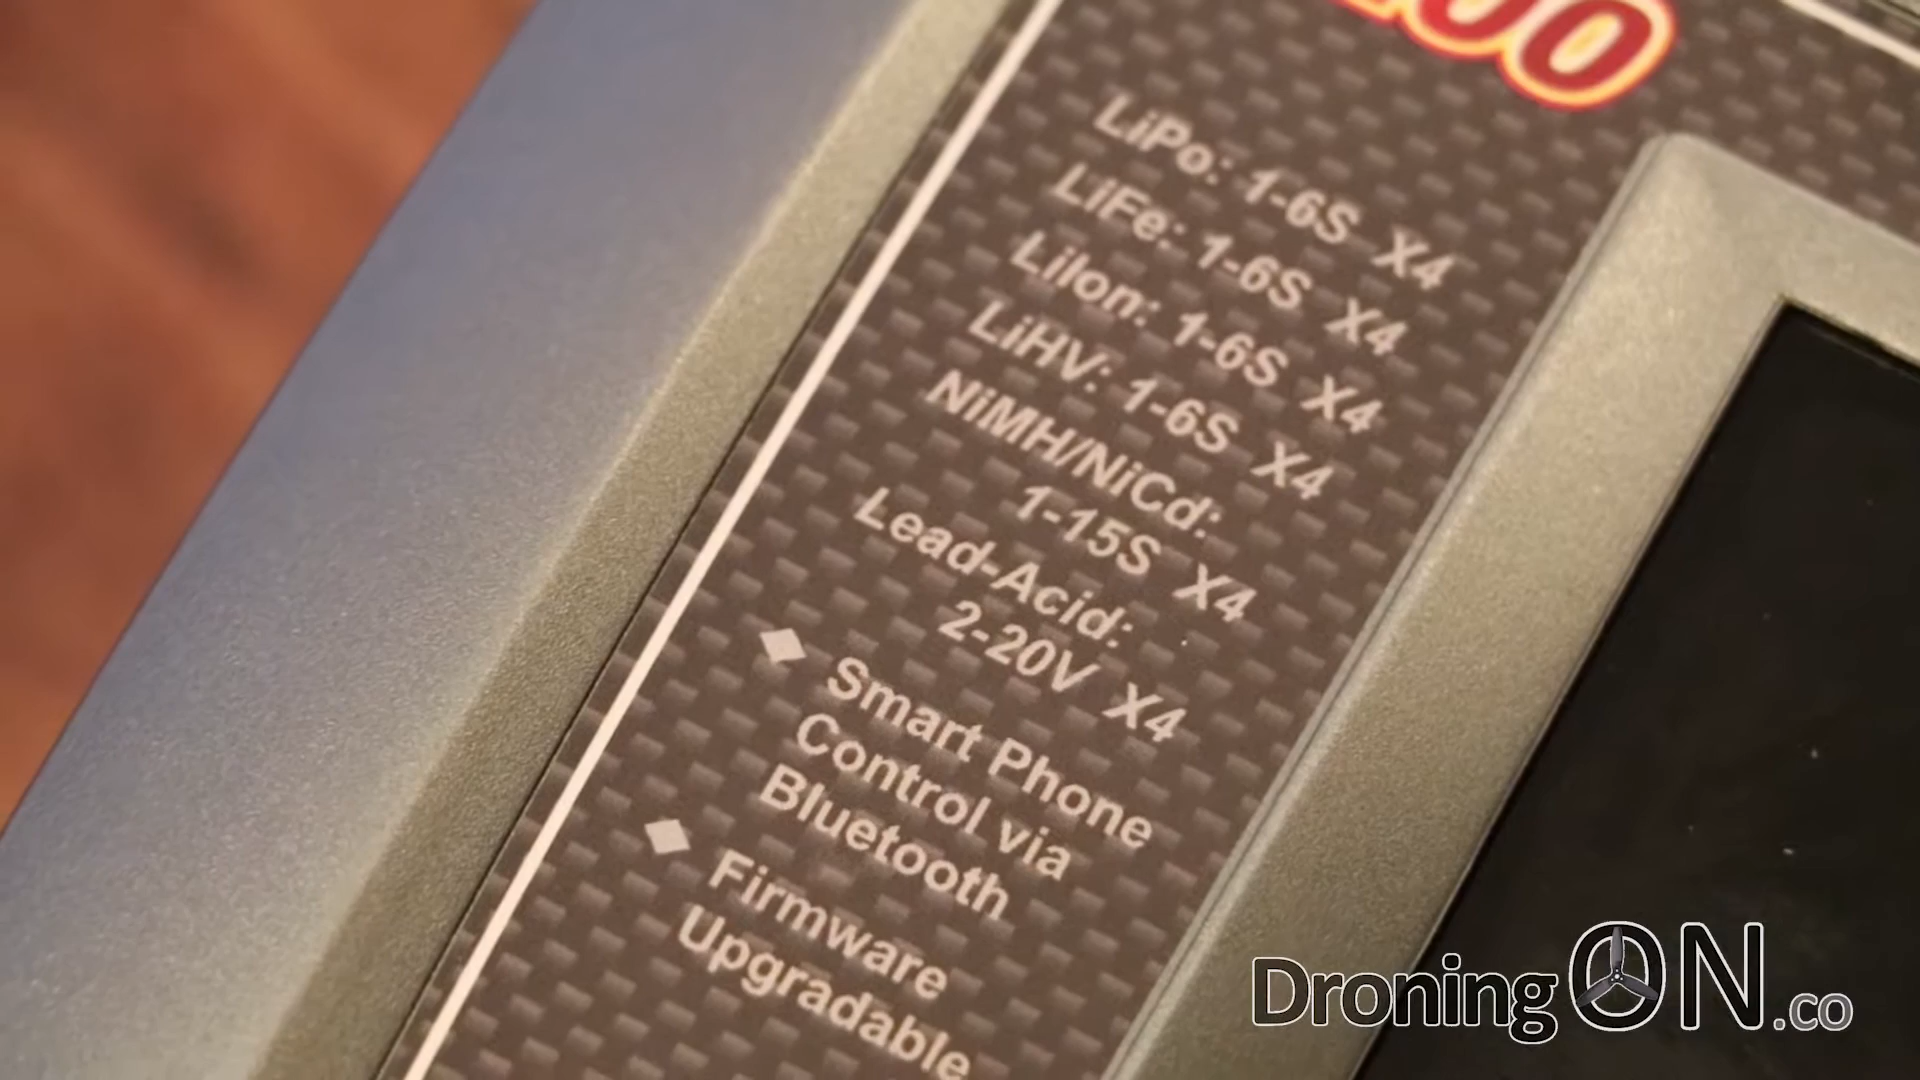 LiPo: 1-6S X4
LiFe: 1-6S X4
LiIon: 1-6S X4
LiHV: 1-6S X4
NiMH/NiCd:
1-15S X4
Lead-Acid:
2-20V X4
Smart Phone
Control via
Bluetooth
Firmware
Upgradable
DroningON.co